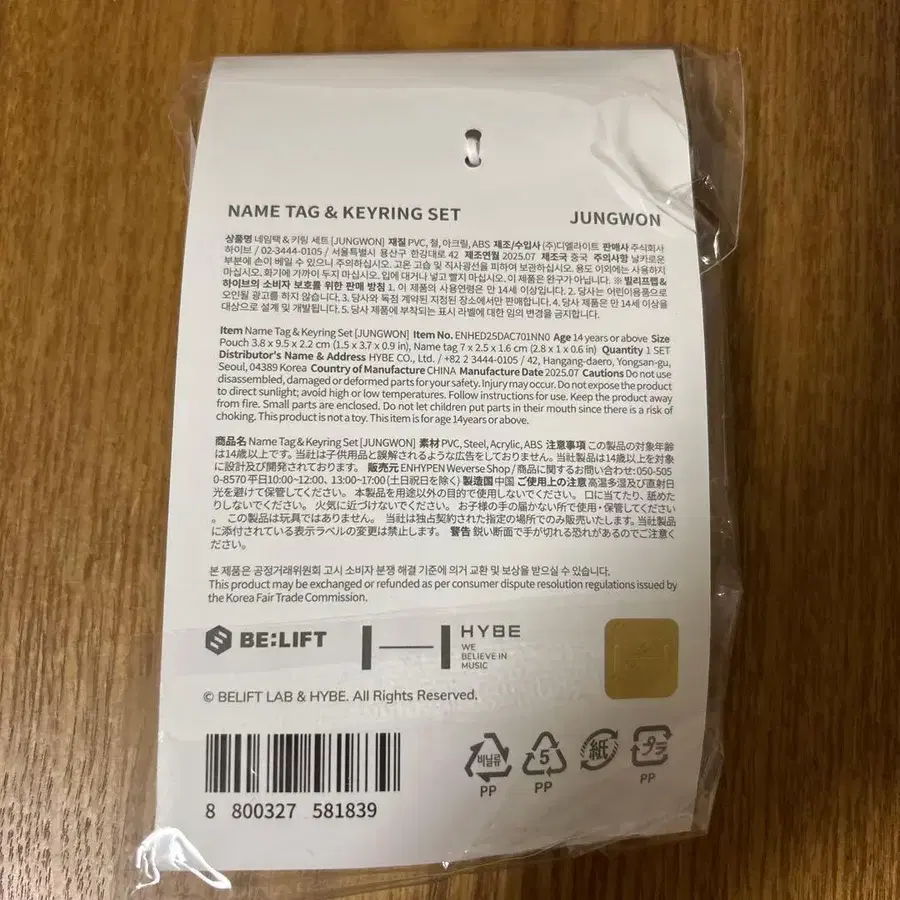 NAME TAG & KEYRING SET
JUNGWON
상품명 네임택 & 키링 세트 [JUNGWON] 재질 PVC, 철, 아크릴, ABS 제조/수입사 (주)디엘라이트 판매사 주식회사
하이브 / 02-3444-0105 / 서울특별시 용산구 한강대로 42 제조연월 2025.07 제조국 중국 주의사항 날카로운
부분에 손이 베일 수 있으니 주의하십시오. 고온 고습 및 직사광선을 피하여 보관하십시오. 용도 이외에는 사용하지
마십시오. 화기에 가까이 두지 마십시오. 입에 대거나 넣고 빨지 마십시오. 이 제품은 완구가 아닙니다. ※ 빌리프랩&
하이브의 소비자 보호를 위한 판매 방침 1. 이 제품의 사용연령은 만 14세 이상입니다. 2. 당사는 어린이용품으로
오인될 광고를 하지 않습니다. 3. 당사와 독점 계약된 지정된 장소에서만 판매합니다. 4. 당사 제품은 만 14세 이상을
대상으로 설계 및 개발됩니다. 5. 당사 제품에 부착되는 표시 라벨에 대한 임의 변경을 금지합니다.
Item Name Tag & Keyring Set [JUNGWON] Item No. ENHED25DAC701NN0 Age 14 years or above Size
Pouch 3.8 x 9.5 x 2.2 cm (1.5 x 3.7 x 0.9 in), Name tag 7 x 2.5 x 1.6 cm (2.8 x 1 x 0.6 in) Quantity 1 SET
Distributor's Name & Address HYBE CO., Ltd. / +82 2 3444-0105 / 42, Hangang-daero, Yongsan-gu,
Seoul, 04389 Korea Country of Manufacture CHINA Manufacture Date 2025.07 Cautions Do not use
disassembled, damaged or deformed parts for your safety. Injury may occur. Do not expose the product
to direct sunlight; avoid high or low temperatures. Follow instructions for use. Keep the product away
from fire. Small parts are enclosed. Do not let children put parts in their mouth since there is a risk of
choking. This product is not a toy. This item is for age 14years or above.
商品名 Name Tag & Keyring Set [JUNGWON] 素材 PVC, Steel, Acrylic, ABS 注意事項 この製品の対象年齢
は14歳以上です。当社は子供用品と誤解されるような広告をしておりません。当社製品は14歳以上を対象
に設計及び開発されております。 販売元 ENHYPEN Weverse Shop / 商品に関するお問い合わせ: 050-505
0-8570 平日10:00~12:00、13:00~17:00 (土日祝日を除く) 製造国 中国 ご使用上の注意 高温多湿及び直射日
光を避けて保管してください。 本製品を用途以外の目的で使用しないでください。 口に当たり、舐めた
りしないでください。 火気に近づけないでください。 お子様の手の届かない所で使用・保管してください
。 この製品は玩具ではありません。 当社は独占契約された指定の場所でのみ販売いたします。当社製品
に添付されている表示ラベルの変更は禁止します。 警告 鋭い断面で手が切れる恐れがあるのでご注意く
ださい。
본 제품은 공정거래위원회 고시 소비자 분쟁 해결 기준에 의거 교환 및 보상을 받으실 수 있습니다.
This product may be exchanged or refunded as per consumer dispute resolution regulations issued by
the Korea Fair Trade Commission.
BE:LIFT
HYBE
WE
BELIEVE IN
MUSIC
© BELIFT LAB & HYBE. All Rights Reserved.
8 800327 581839
비닐류
PP
5
PP
紙
プラ
PP